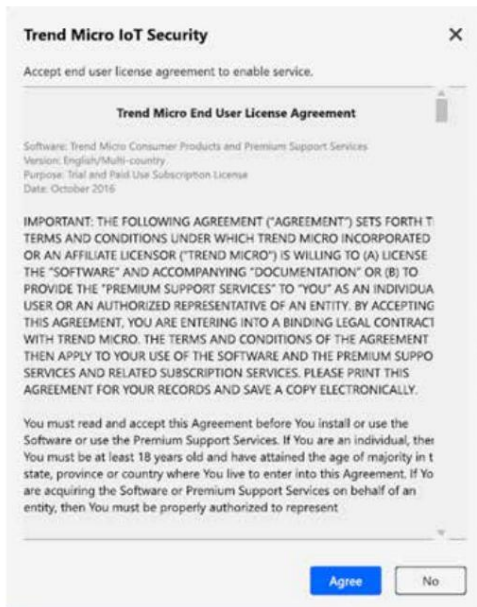 Trend Micro IoT Security
Accept end user license agreement to enable service.
Trend Micro End User License Agreement
Software: Trend Micro Consumer Products and Premium Support Services
Version: English/Multi-country
Purpose: Trial and Paid Use Subscription License
Date: October 2016
IMPORTANT: THE FOLLOWING AGREEMENT ("AGREEMENT") SETS FORTH T
TERMS AND CONDITIONS UNDER WHICH TREND MICRO INCORPORATED
OR AN AFFILIATE LICENSOR ("TREND MICRO") IS WILLING TO (A) LICENSE
THE "SOFTWARE" AND ACCOMPANYING "DOCUMENTATION" OR (B) TO
PROVIDE THE "PREMIUM SUPPORT SERVICES" TO "YOU" AS AN INDIVIDUA
USER OR AN AUTHORIZED REPRESENTATIVE OF AN ENTITY. BY ACCEPTING
THIS AGREEMENT, YOU ARE ENTERING INTO A BINDING LEGAL CONTRACT
WITH TREND MICRO. THE TERMS AND CONDITIONS OF THE AGREEMENT
THEN APPLY TO YOUR USE OF THE SOFTWARE AND THE PREMIUM SUPPO
SERVICES AND RELATED SUBSCRIPTION SERVICES. PLEASE PRINT THIS
AGREEMENT FOR YOUR RECORDS AND SAVE A COPY ELECTRONICALLY.
You must read and accept this Agreement before You install or use the
Software or use the Premium Support Services. If You are an individual, ther
You must be at least 18 years old and have attained the age of majority in t
state, province or country where You live to enter into this Agreement. If Yo
are acquiring the Software or Premium Support Services on behalf of an
entity, then You must be properly authorized to represent
Agree
No